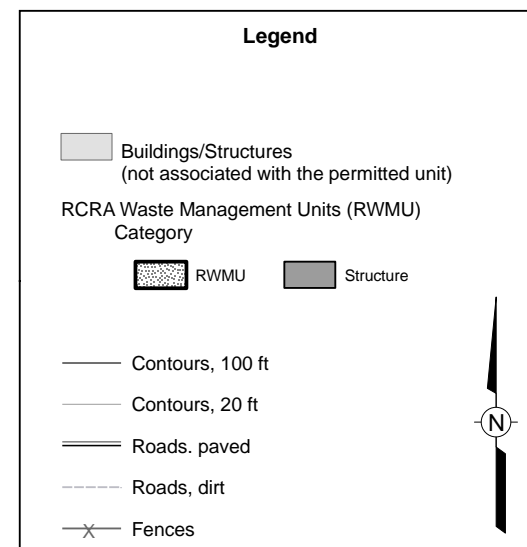 Legend
Buildings/Structures
(not associated with the permitted unit)
RCRA Waste Management Units (RWMU)
Category
RWMU
Structure
Contours, 100 ft
Contours, 20 ft
Roads. paved
Roads, dirt
X Fences
N